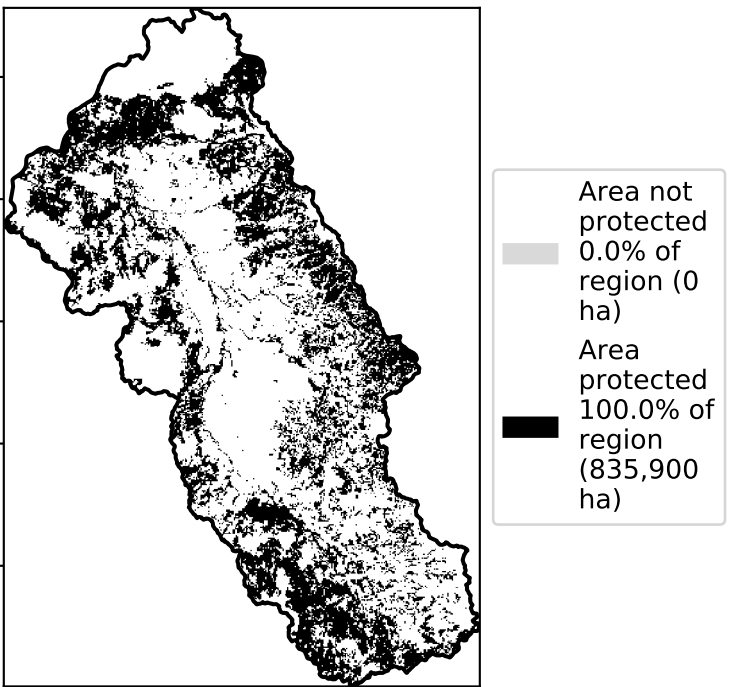 Area not
protected
0.0% of
region (0
ha)
Area
protected
100.0% of
region
(835,900
ha)